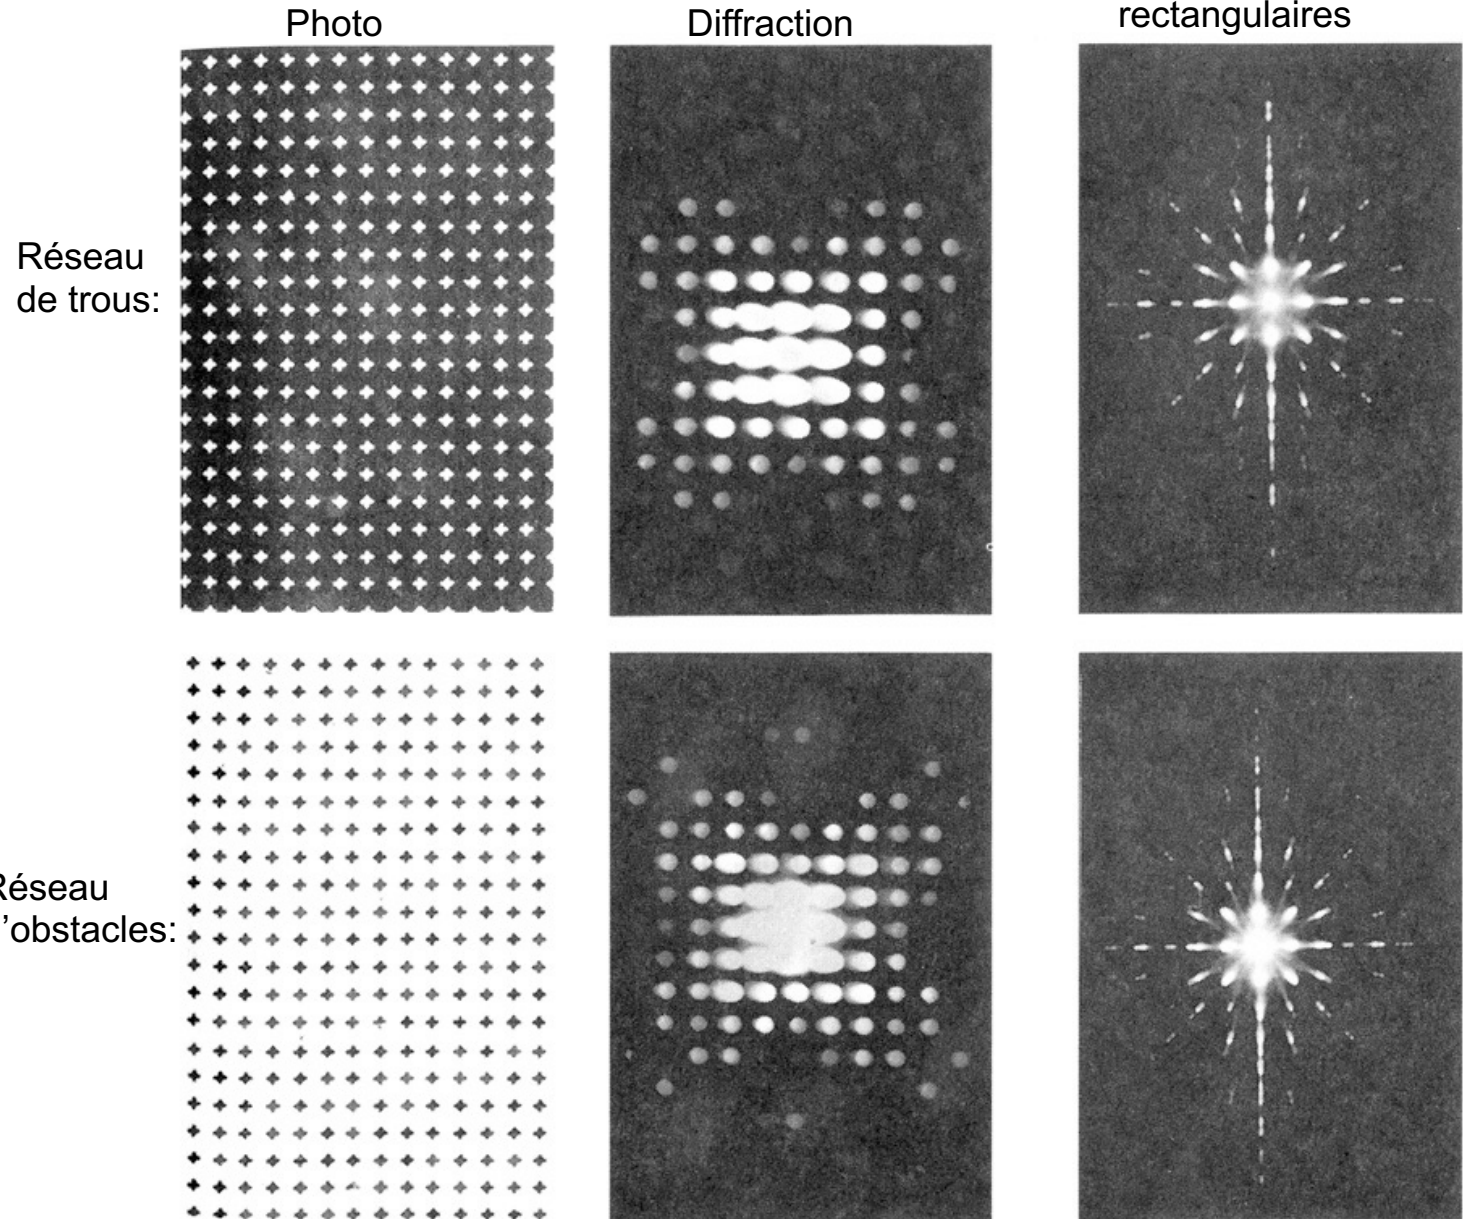 Photo
Diffraction
rectangulaires
Réseau
de trous:
Réseau
'obstacles: